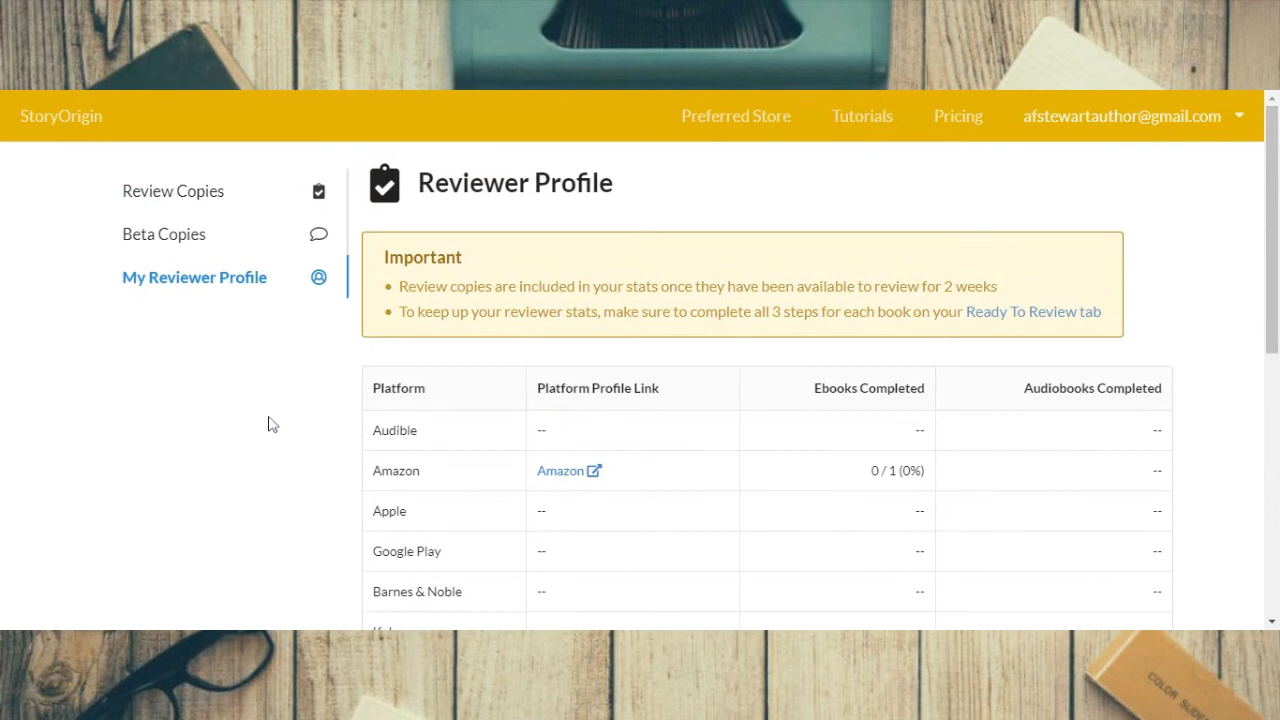 StoryOrigin
Preferred Store
Tutorials
Pricing
afstewartauthor@gmail.com
Review Copies
Beta Copies
My Reviewer Profile
Reviewer Profile
Important
• Review copies are included in your stats once they have been available to review for 2 weeks
• To keep up your reviewer stats, make sure to complete all 3 steps for each book on your Ready To Review tab
Platform Platform Profile Link Ebooks Completed Audiobooks Completed
Audible -- -- --
Amazon Amazon 0 / 1 (0%) --
Apple -- -- --
Google Play -- -- --
Barnes & Noble -- -- --
COLOR